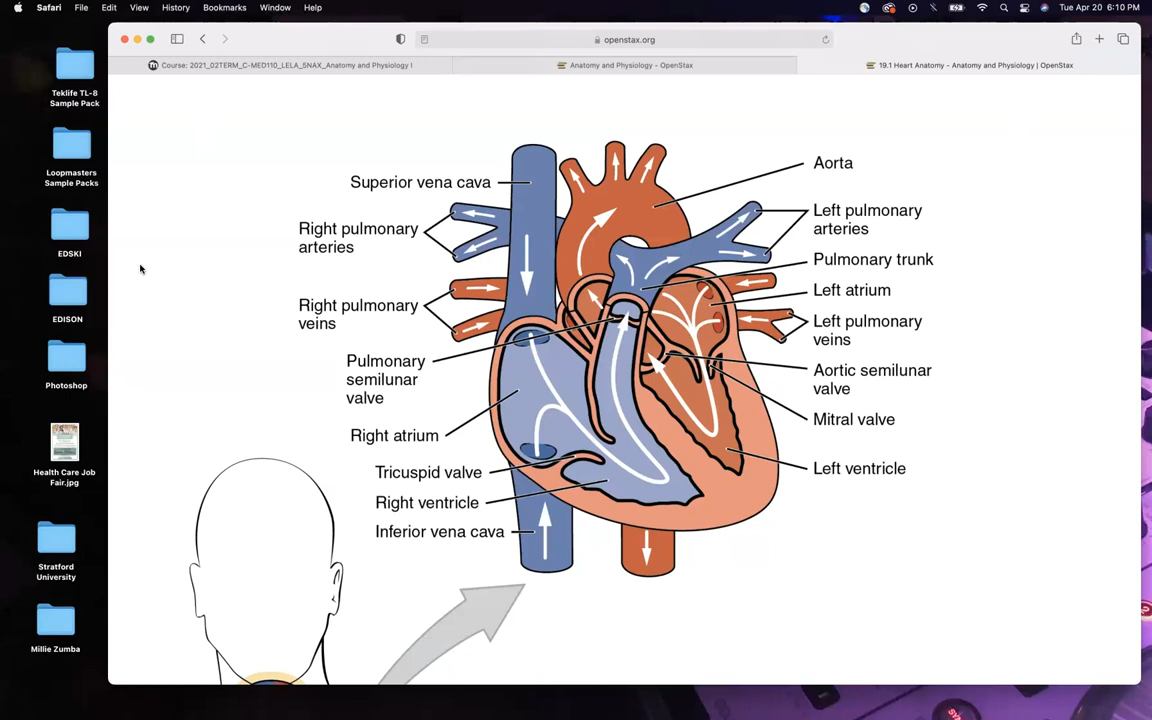 Safari File Edit View History Bookmarks Window Help Tue Apr 20 6:10 PM
openstax.org
Course: 2021_02TERM_C-MED110_LELA_5NAX_Anatomy and Physiology I
Anatomy and Physiology - OpenStax
19.1 Heart Anatomy - Anatomy and Physiology | OpenStax
Teklife TL-8
Sample Pack
Loopmasters
Sample Packs
EDSKI
EDISON
Photoshop
Health Care Job
Fair.jpg
Stratford
University
Millie Zumba
Superior vena cava
Right pulmonary
arteries
Right pulmonary
veins
Pulmonary
semilunar
valve
Right atrium
Tricuspid valve
Right ventricle
Inferior vena cava
Aorta
Left pulmonary
arteries
Pulmonary trunk
Left atrium
Left pulmonary
veins
Aortic semilunar
valve
Mitral valve
Left ventricle